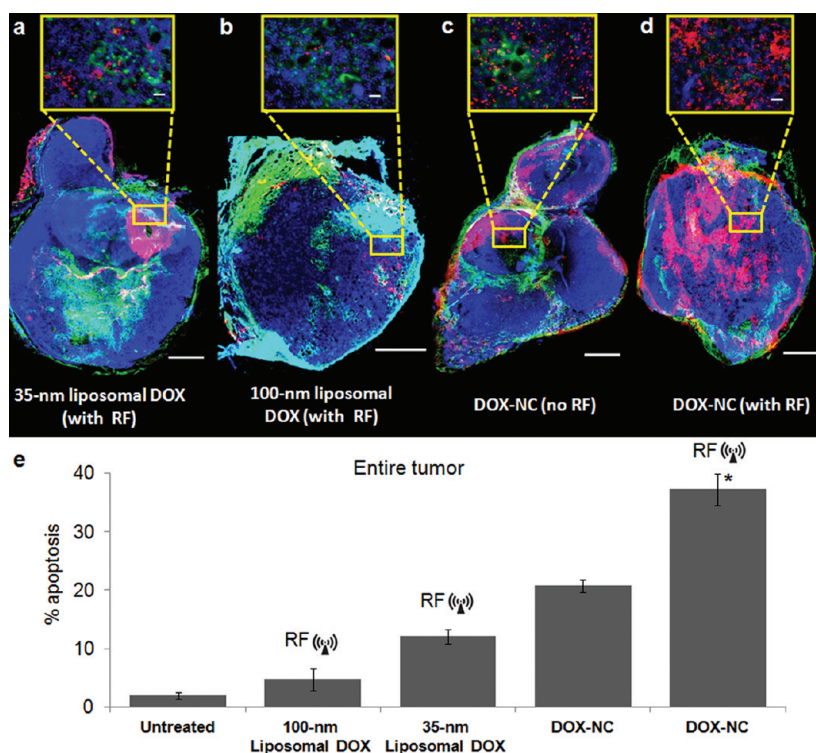 a b c d
35-nm liposomal DOX
(with RF)
100-nm liposomal
DOX (with RF)
DOX-NC (no RF)
DOX-NC (with RF)
e
Entire tumor
% apoptosis
40
30
20
10
0
RF
RF
RF
*
Untreated
100-nm
Liposomal DOX
35-nm
Liposomal DOX
DOX-NC
DOX-NC